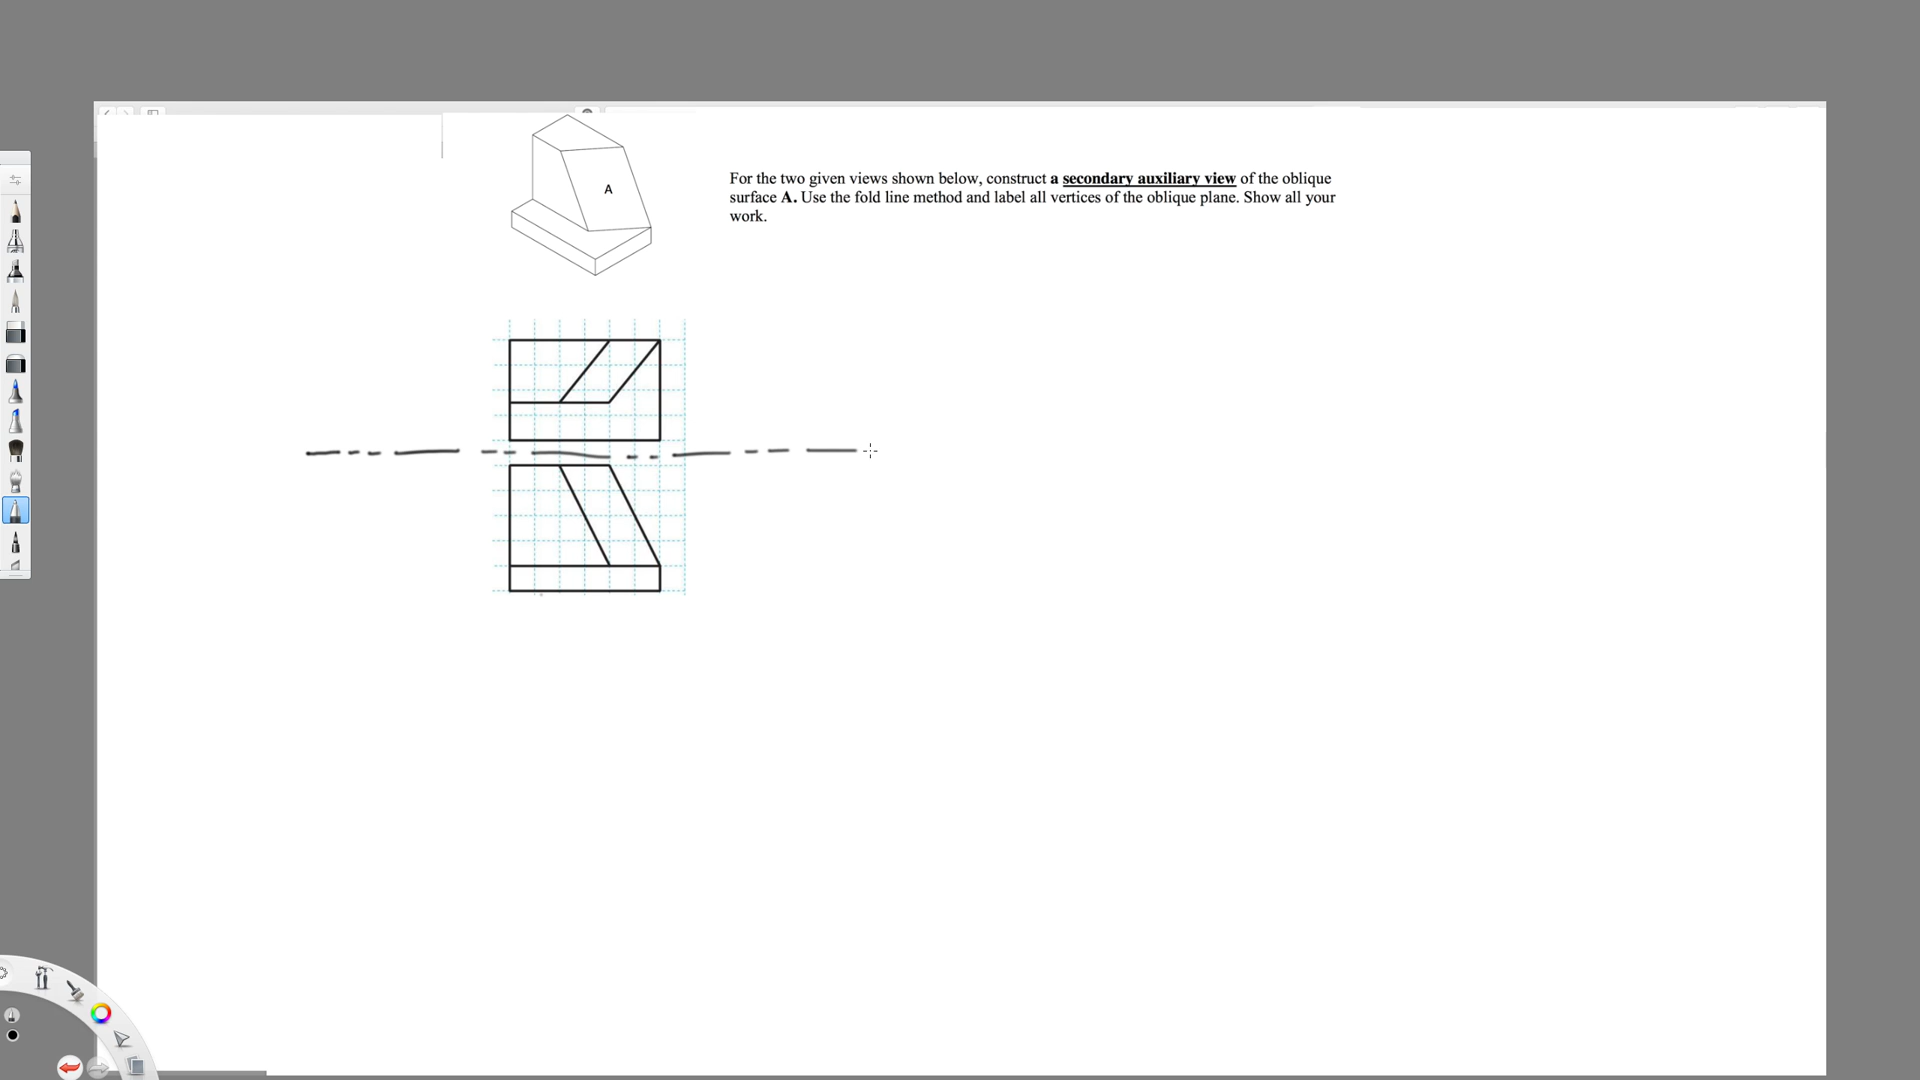 A
For the two given views shown below, construct a secondary auxiliary view of the oblique
surface A. Use the fold line method and label all vertices of the oblique plane. Show all your
work.